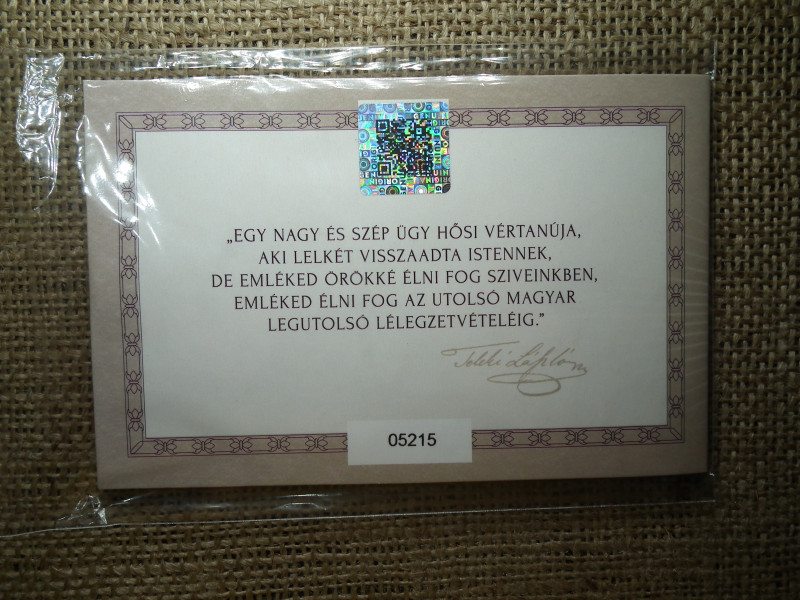 „EGY NAGY ÉS SZÉP ÜGY HŐSI VÉRTANÚJA,
AKI LELKÉT VISSZAADTA ISTENNEK,
DE EMLÉKED ÖRÖKKÉ ÉLNI FOG SZIVEINKBEN,
EMLÉKED ÉLNI FOG AZ UTOLSÓ MAGYAR
LEGUTOLSÓ LÉLEGZETVÉTELÉIG.”
Teleki László
05215